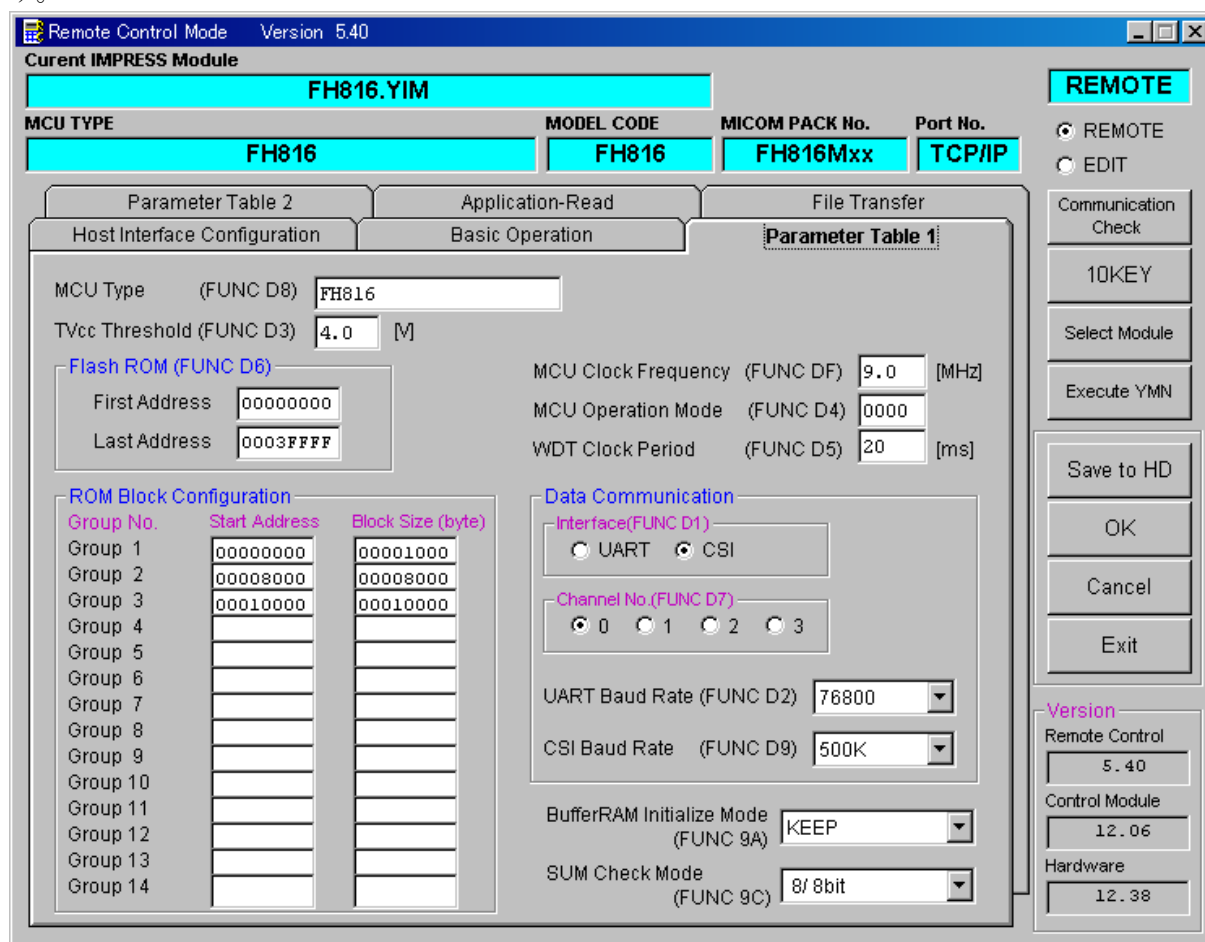 Remote Control Mode Version 5.40
Curent IMPRESS Module
FH816.YIM
MCU TYPE MODEL CODE MICOM PACK No. Port No.
FH816 FH816 FH816Mxx TCP/IP
Parameter Table 2 Application-Read File Transfer
Host Interface Configuration Basic Operation Parameter Table 1
MCU Type (FUNC D8) FH816
TVcc Threshold (FUNC D3) 4.0 [V]
Flash ROM (FUNC D6)
First Address 00000000
Last Address 0003FFFF
MCU Clock Frequency (FUNC DF) 9.0 [MHz]
MCU Operation Mode (FUNC D4) 0000
WDT Clock Period (FUNC D5) 20 [ms]
ROM Block Configuration
Group No. Start Address Block Size (byte)
Group 1 00000000 00001000
Group 2 00008000 00008000
Group 3 00010000 00010000
Group 4
Group 5
Group 6
Group 7
Group 8
Group 9
Group 10
Group 11
Group 12
Group 13
Group 14
Data Communication
Interface(FUNC D1)
UART CSI
Channel No.(FUNC D7)
0 1 2 3
UART Baud Rate (FUNC D2) 76800
CSI Baud Rate (FUNC D9) 500K
BufferRAM Initialize Mode
(FUNC 9A) KEEP
SUM Check Mode
(FUNC 9C) 8/ 8bit
REMOTE
REMOTE
EDIT
Communication
Check
10KEY
Select Module
Execute YMN
Save to HD
OK
Cancel
Exit
Version
Remote Control
5.40
Control Module
12.06
Hardware
12.38